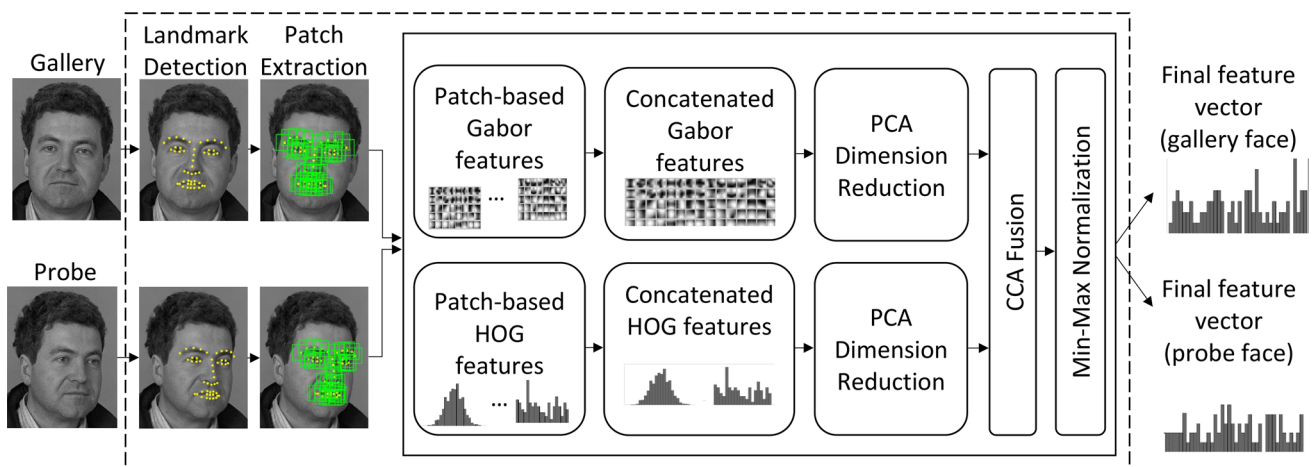 Gallery
Landmark
Detection
Patch
Extraction
Probe
Patch-based
Gabor
features
...
Concatenated
Gabor
features
PCA
Dimension
Reduction
Patch-based
HOG
features
...
Concatenated
HOG features
PCA
Dimension
Reduction
CCA Fusion
Min-Max Normalization
Final feature
vector
(gallery face)
Final feature
vector
(probe face)